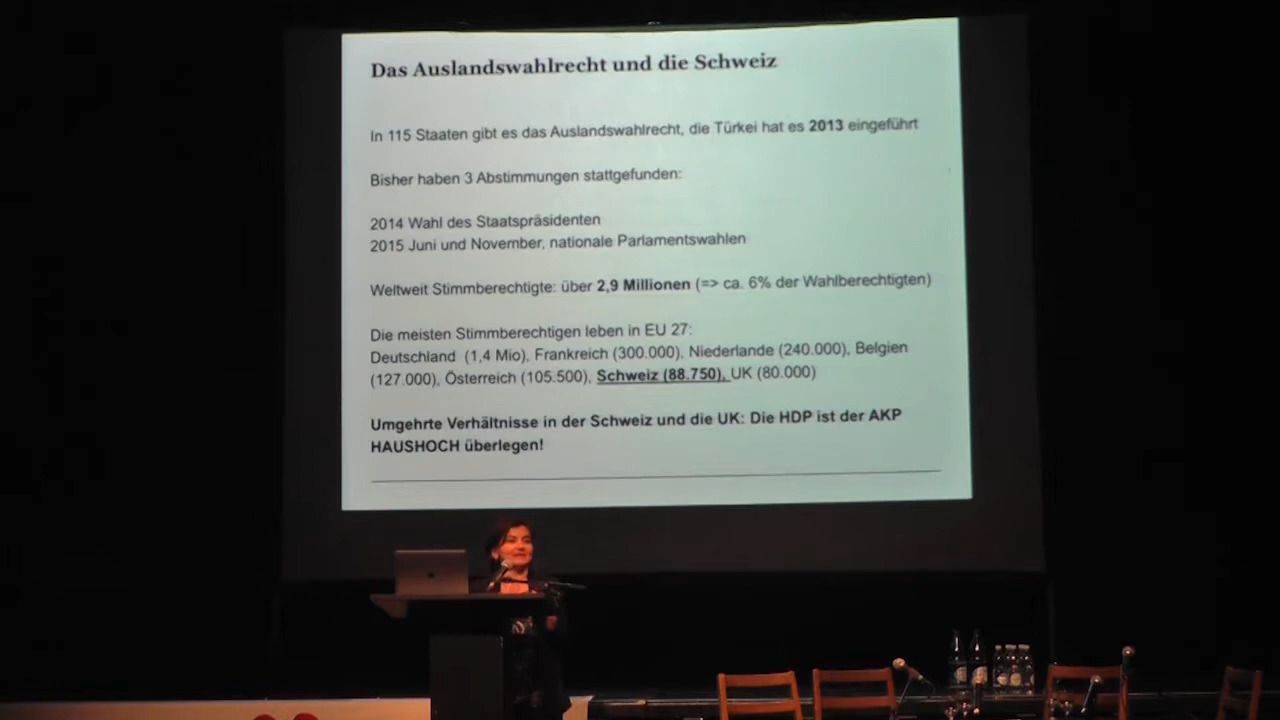 Das Auslandswahlrecht und die Schweiz
In 115 Staaten gibt es das Auslandswahlrecht, die Türkei hat es 2013 eingeführt
Bisher haben 3 Abstimmungen stattgefunden:
2014 Wahl des Staatspräsidenten
2015 Juni und November, nationale Parlamentswahlen
Weltweit Stimmberechtigte: über 2,9 Millionen (=> ca. 6% der Wahlberechtigten)
Die meisten Stimmberechtigen leben in EU 27:
Deutschland (1,4 Mio), Frankreich (300.000), Niederlande (240.000), Belgien
(127.000), Österreich (105.500), Schweiz (88.750), UK (80.000)
Umgehrte Verhältnisse in der Schweiz und die UK: Die HDP ist der AKP
HAUSHOCH überlegen!